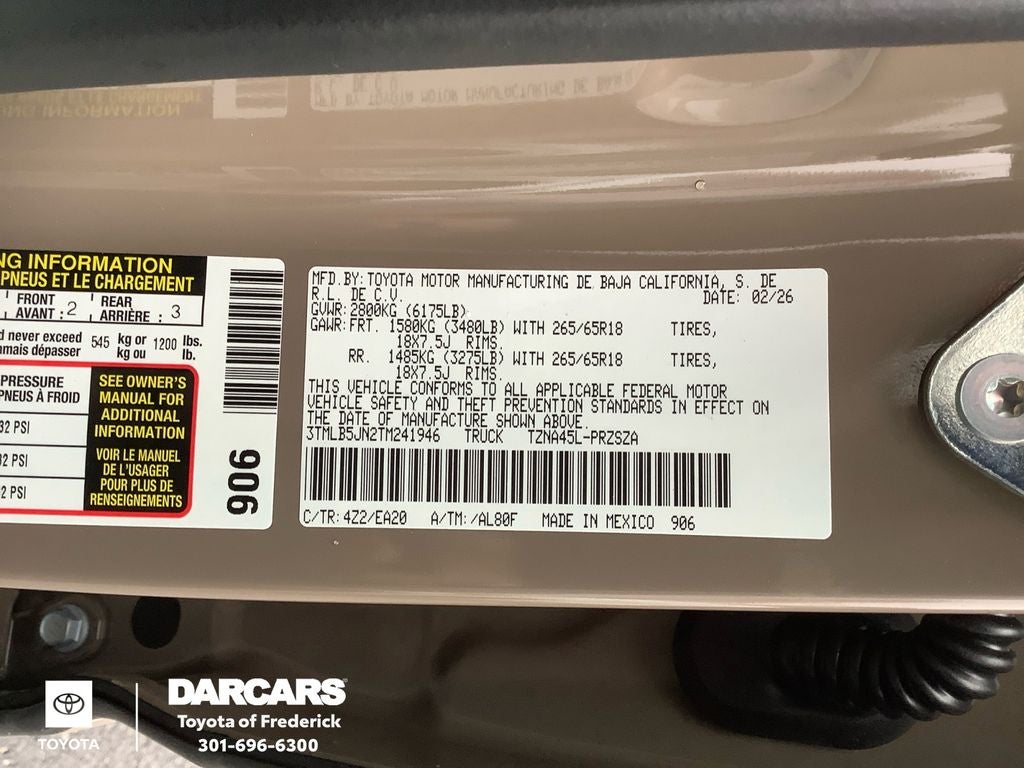 NG INFORMATION
PNEUS ET LE CHARGEMENT
FRONT
AVANT : 2
REAR
ARRIÈRE : 3
d never exceed 545 kg or 1200 lbs.
mais dépasser kg ou lb.
PRESSURE
PNEUS À FROID
32 PSI
32 PSI
2 PSI
SEE OWNER'S
MANUAL FOR
ADDITIONAL
INFORMATION
VOIR LE MANUEL
DE L'USAGER
POUR PLUS DE
RENSEIGNEMENTS
906
MFD.BY:TOYOTA MOTOR MANUFACTURING DE BAJA CALIFORNIA, S. DE
R.L. DE C.V. DATE: 02/26
GVWR:2800KG (6175LB)
GAWR:FRT. 1580KG (3480LB) WITH 265/65R18 TIRES,
18X7.5J RIMS.
RR. 1485KG (3275LB) WITH 265/65R18 TIRES,
18X7.5J RIMS.
THIS VEHICLE CONFORMS TO ALL APPLICABLE FEDERAL MOTOR
VEHICLE SAFETY AND THEFT PREVENTION STANDARDS IN EFFECT ON
THE DATE OF MANUFACTURE SHOWN ABOVE.
3TMLB5JN2TM241946 TRUCK TZNA45L-PRZSZA
C/TR:4Z2/EA20 A/TM:/AL80F MADE IN MEXICO 906
TOYOTA
DARCARS
Toyota of Frederick
301-696-6300